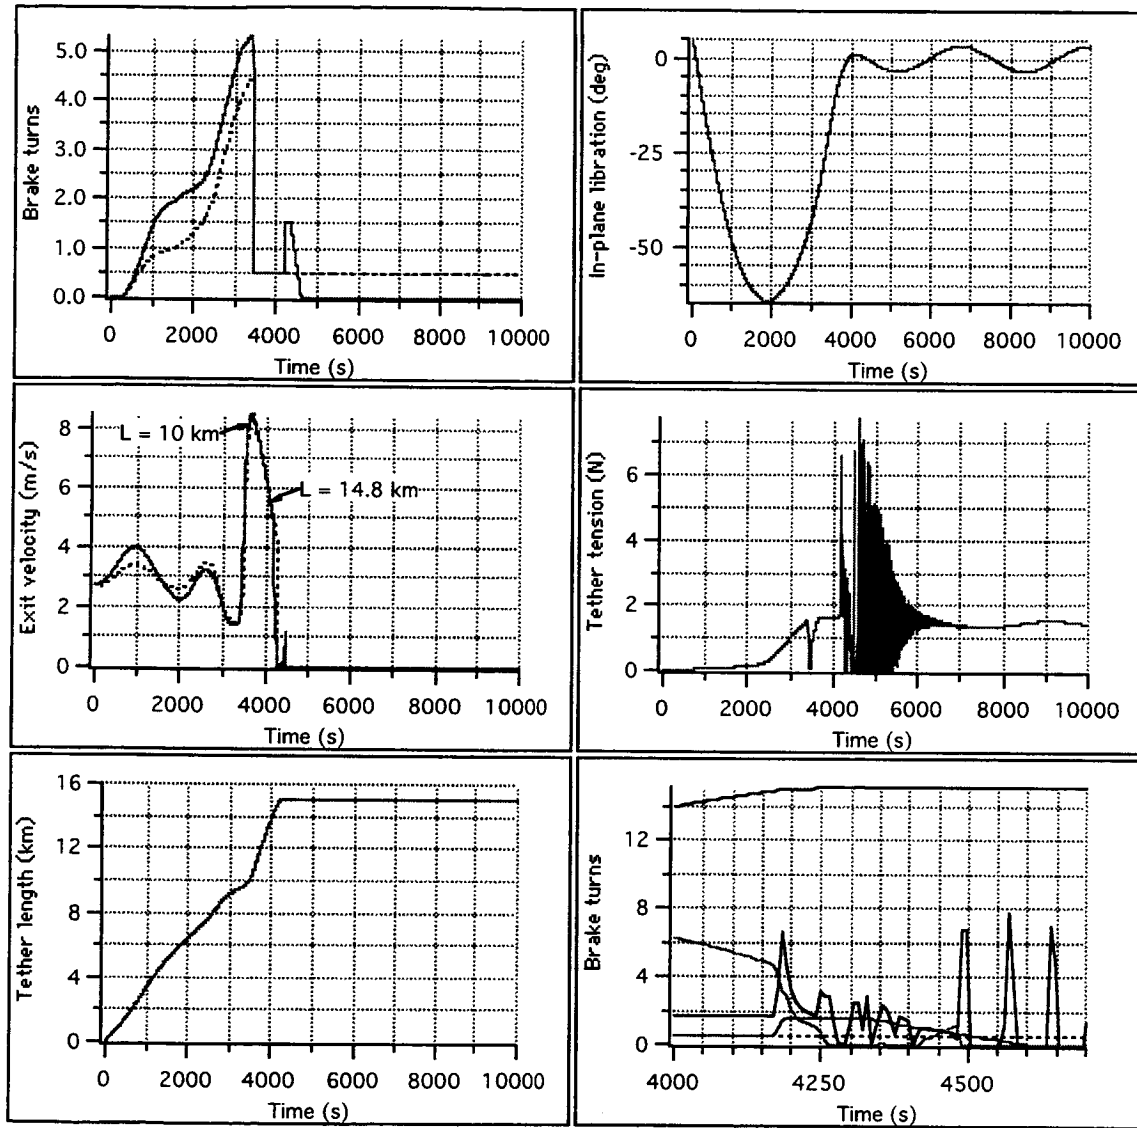 5.0
4.0
3.0
2.0
1.0
0.0
Brake turns
0 2000 4000 6000 8000 10000
Time (s)
0
-25
-50
In-plane libration (deg)
0 2000 4000 6000 8000 10000
Time (s)
8
6
4
2
0
Exit velocity (m/s)
L = 10 km
L = 14.8 km
0 2000 4000 6000 8000 10000
Time (s)
6
4
2
0
Tether tension (N)
0 2000 4000 6000 8000 10000
Time (s)
16
12
8
4
0
Tether length (km)
0 2000 4000 6000 8000 10000
Time (s)
12
8
4
0
Brake turns
4000 4250 4500
Time (s)